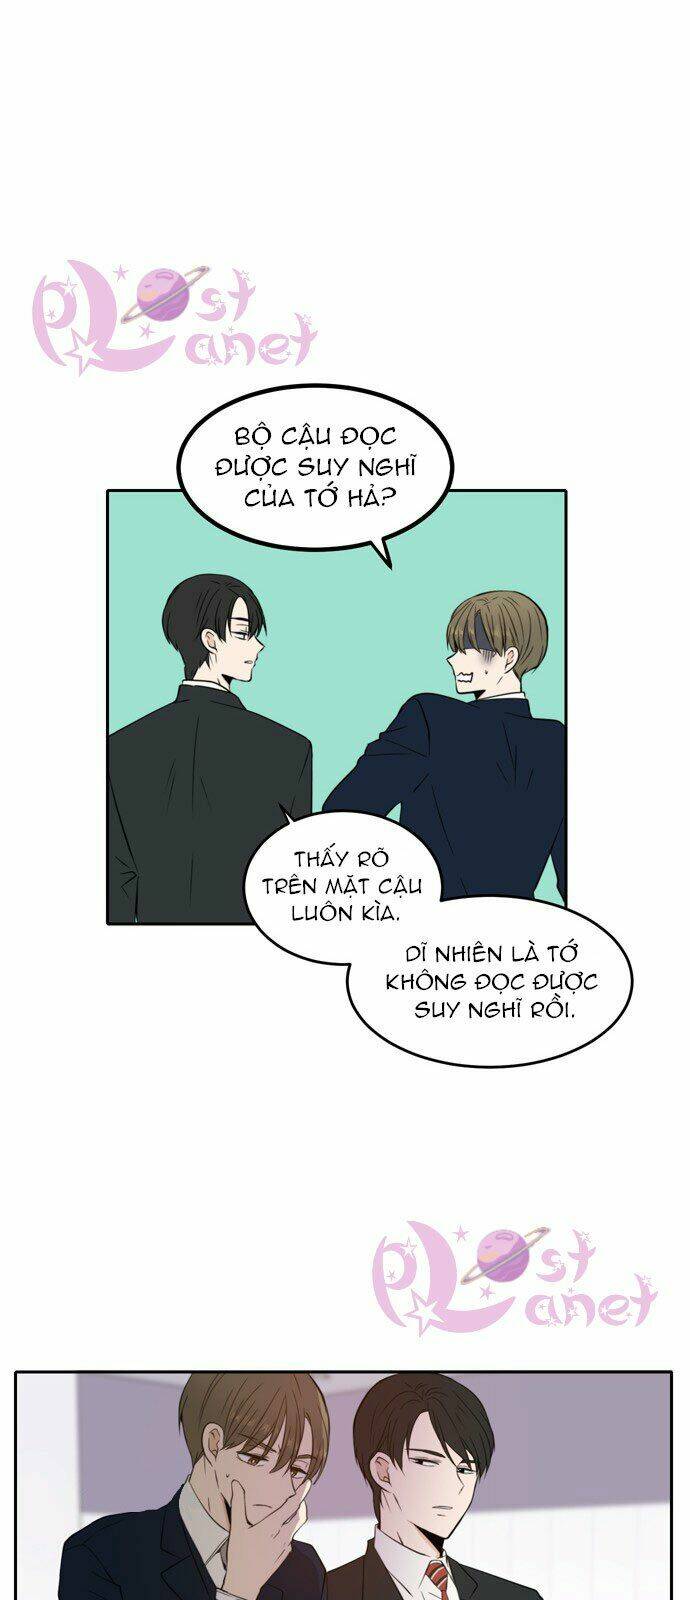 Lost
Planet
BỘ CẬU ĐỌC
ĐƯỢC SUY NGHĨ
CỦA TỚ HẢ?
THẤY RÕ
TRÊN MẶT CẬU
LUÔN KÌA.
DĨ NHIÊN LÀ TỚ
KHÔNG ĐỌC ĐƯỢC
SUY NGHĨ RỒI.
Lost
Planet